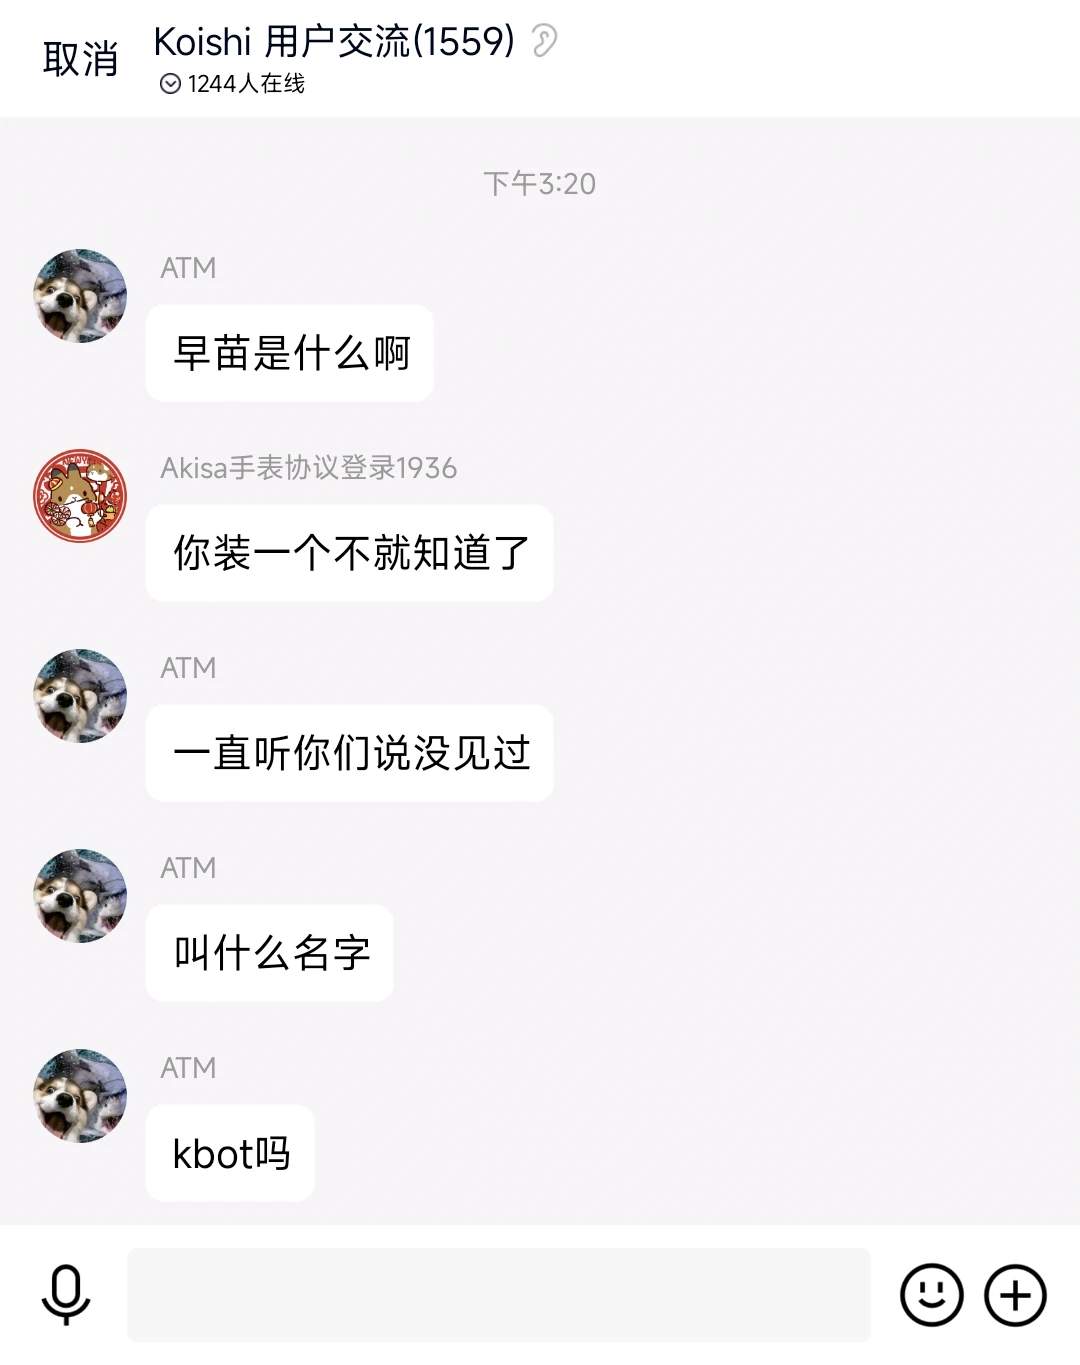 取消
Koishi 用户交流(1559)
1244人在线
下午3:20
ATM
早苗是什么啊
Akisa手表协议登录1936
你装一个不就知道了
ATM
一直听你们说没见过
ATM
叫什么名字
ATM
kbot吗